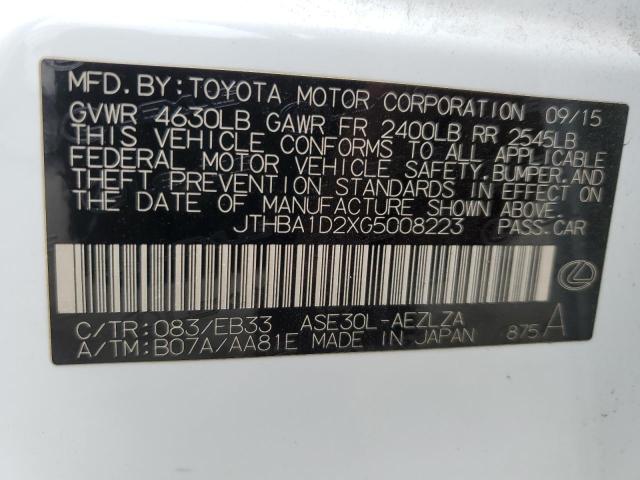 MFD. BY: TOYOTA MOTOR CORPORATION 09/15
GVWR 4630LB GAWR FR 2400LB RR 2545LB
THIS VEHICLE CONFORMS TO ALL APPLICABLE
FEDERAL MOTOR VEHICLE SAFETY, BUMPER, AND
THEFT PREVENTION STANDARDS IN EFFECT ON
THE DATE OF MANUFACTURE SHOWN ABOVE.
JTHBA1D2XG5008223 PASS.CAR
C/TR: 083/EB33 ASE30L-AEZLZA
A/TM: B07A/AA81E MADE IN JAPAN 875 A